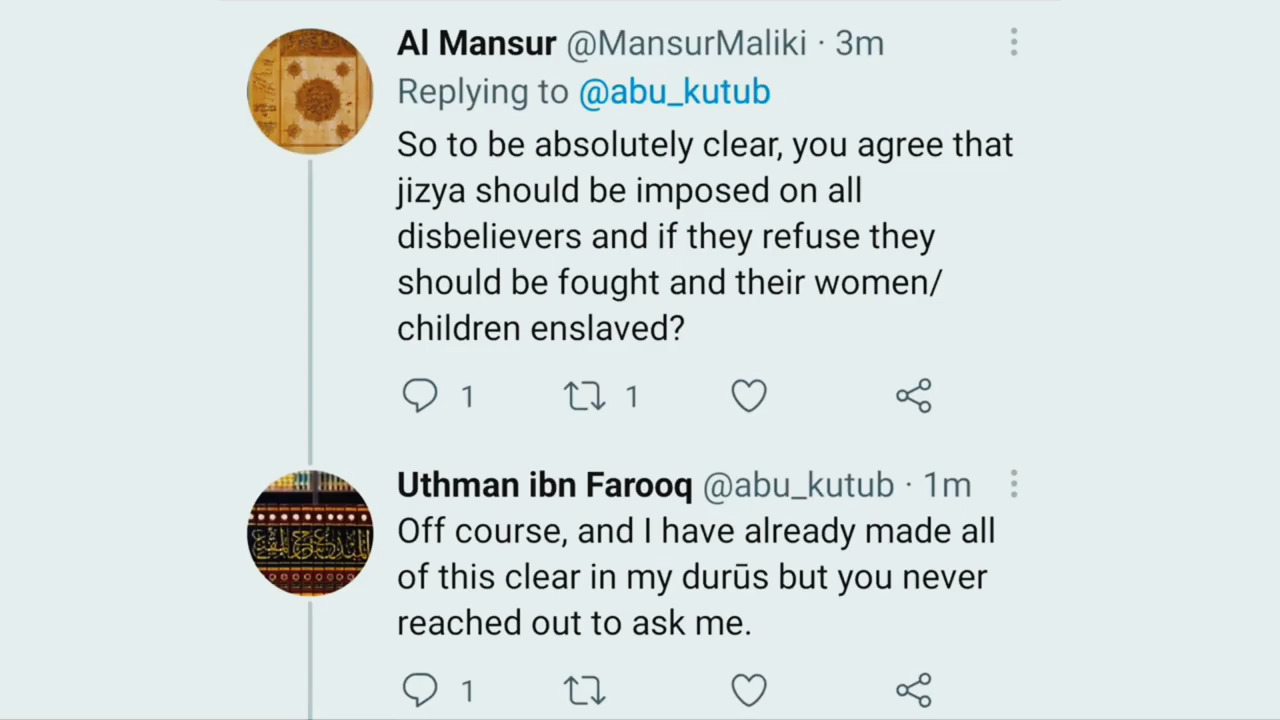 Al Mansur @MansurMaliki · 3m
Replying to @abu_kutub
So to be absolutely clear, you agree that
jizya should be imposed on all
disbelievers and if they refuse they
should be fought and their women/
children enslaved?
1 1
Uthman ibn Farooq @abu_kutub · 1m
Off course, and I have already made all
of this clear in my durūs but you never
reached out to ask me.
1